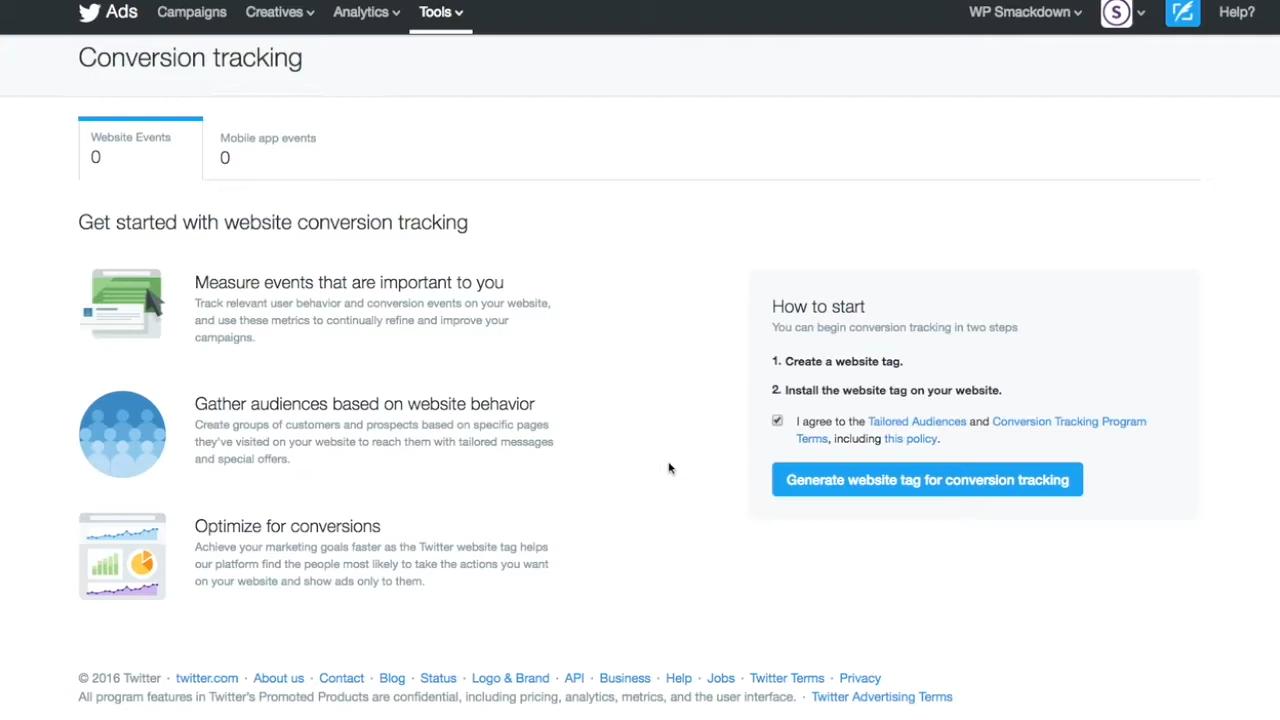 Ads Campaigns Creatives Analytics Tools WP Smackdown S Help?
Conversion tracking
Website Events
0
Mobile app events
0
Get started with website conversion tracking
Measure events that are important to you
Track relevant user behavior and conversion events on your website,
and use these metrics to continually refine and improve your
campaigns.
Gather audiences based on website behavior
Create groups of customers and prospects based on specific pages
they've visited on your website to reach them with tailored messages
and special offers.
Optimize for conversions
Achieve your marketing goals faster as the Twitter website tag helps
our platform find the people most likely to take the actions you want
on your website and show ads only to them.
How to start
You can begin conversion tracking in two steps
1. Create a website tag.
2. Install the website tag on your website.
I agree to the Tailored Audiences and Conversion Tracking Program
Terms, including this policy.
Generate website tag for conversion tracking
© 2016 Twitter · twitter.com · About us · Contact · Blog · Status · Logo & Brand · API · Business · Help · Jobs · Twitter Terms · Privacy
All program features in Twitter's Promoted Products are confidential, including pricing, analytics, metrics, and the user interface. · Twitter Advertising Terms